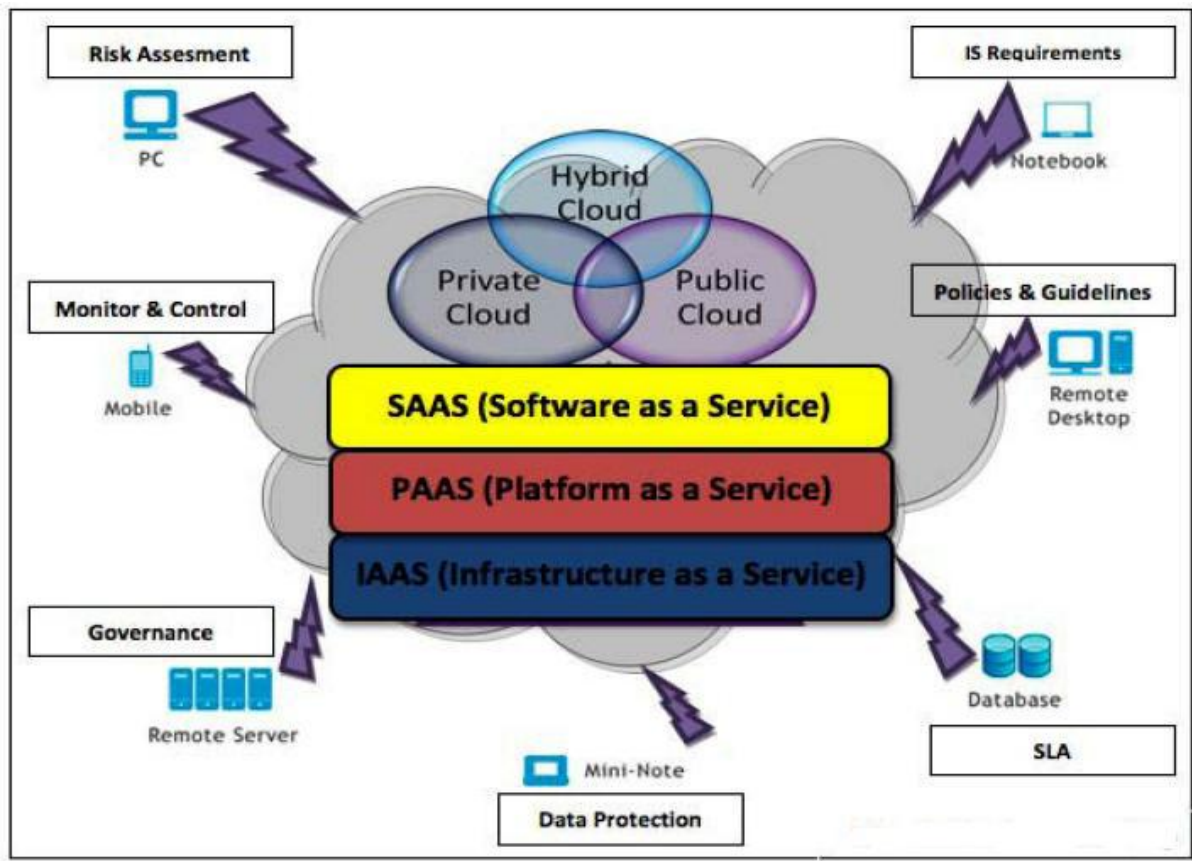 Risk Assesment
PC
IS Requirements
Notebook
Hybrid
Cloud
Private
Cloud
Public
Cloud
Monitor & Control
Mobile
Policies & Guidelines
Remote
Desktop
SAAS (Software as a Service)
PAAS (Platform as a Service)
IAAS (Infrastructure as a Service)
Governance
Remote Server
Database
SLA
Mini-Note
Data Protection